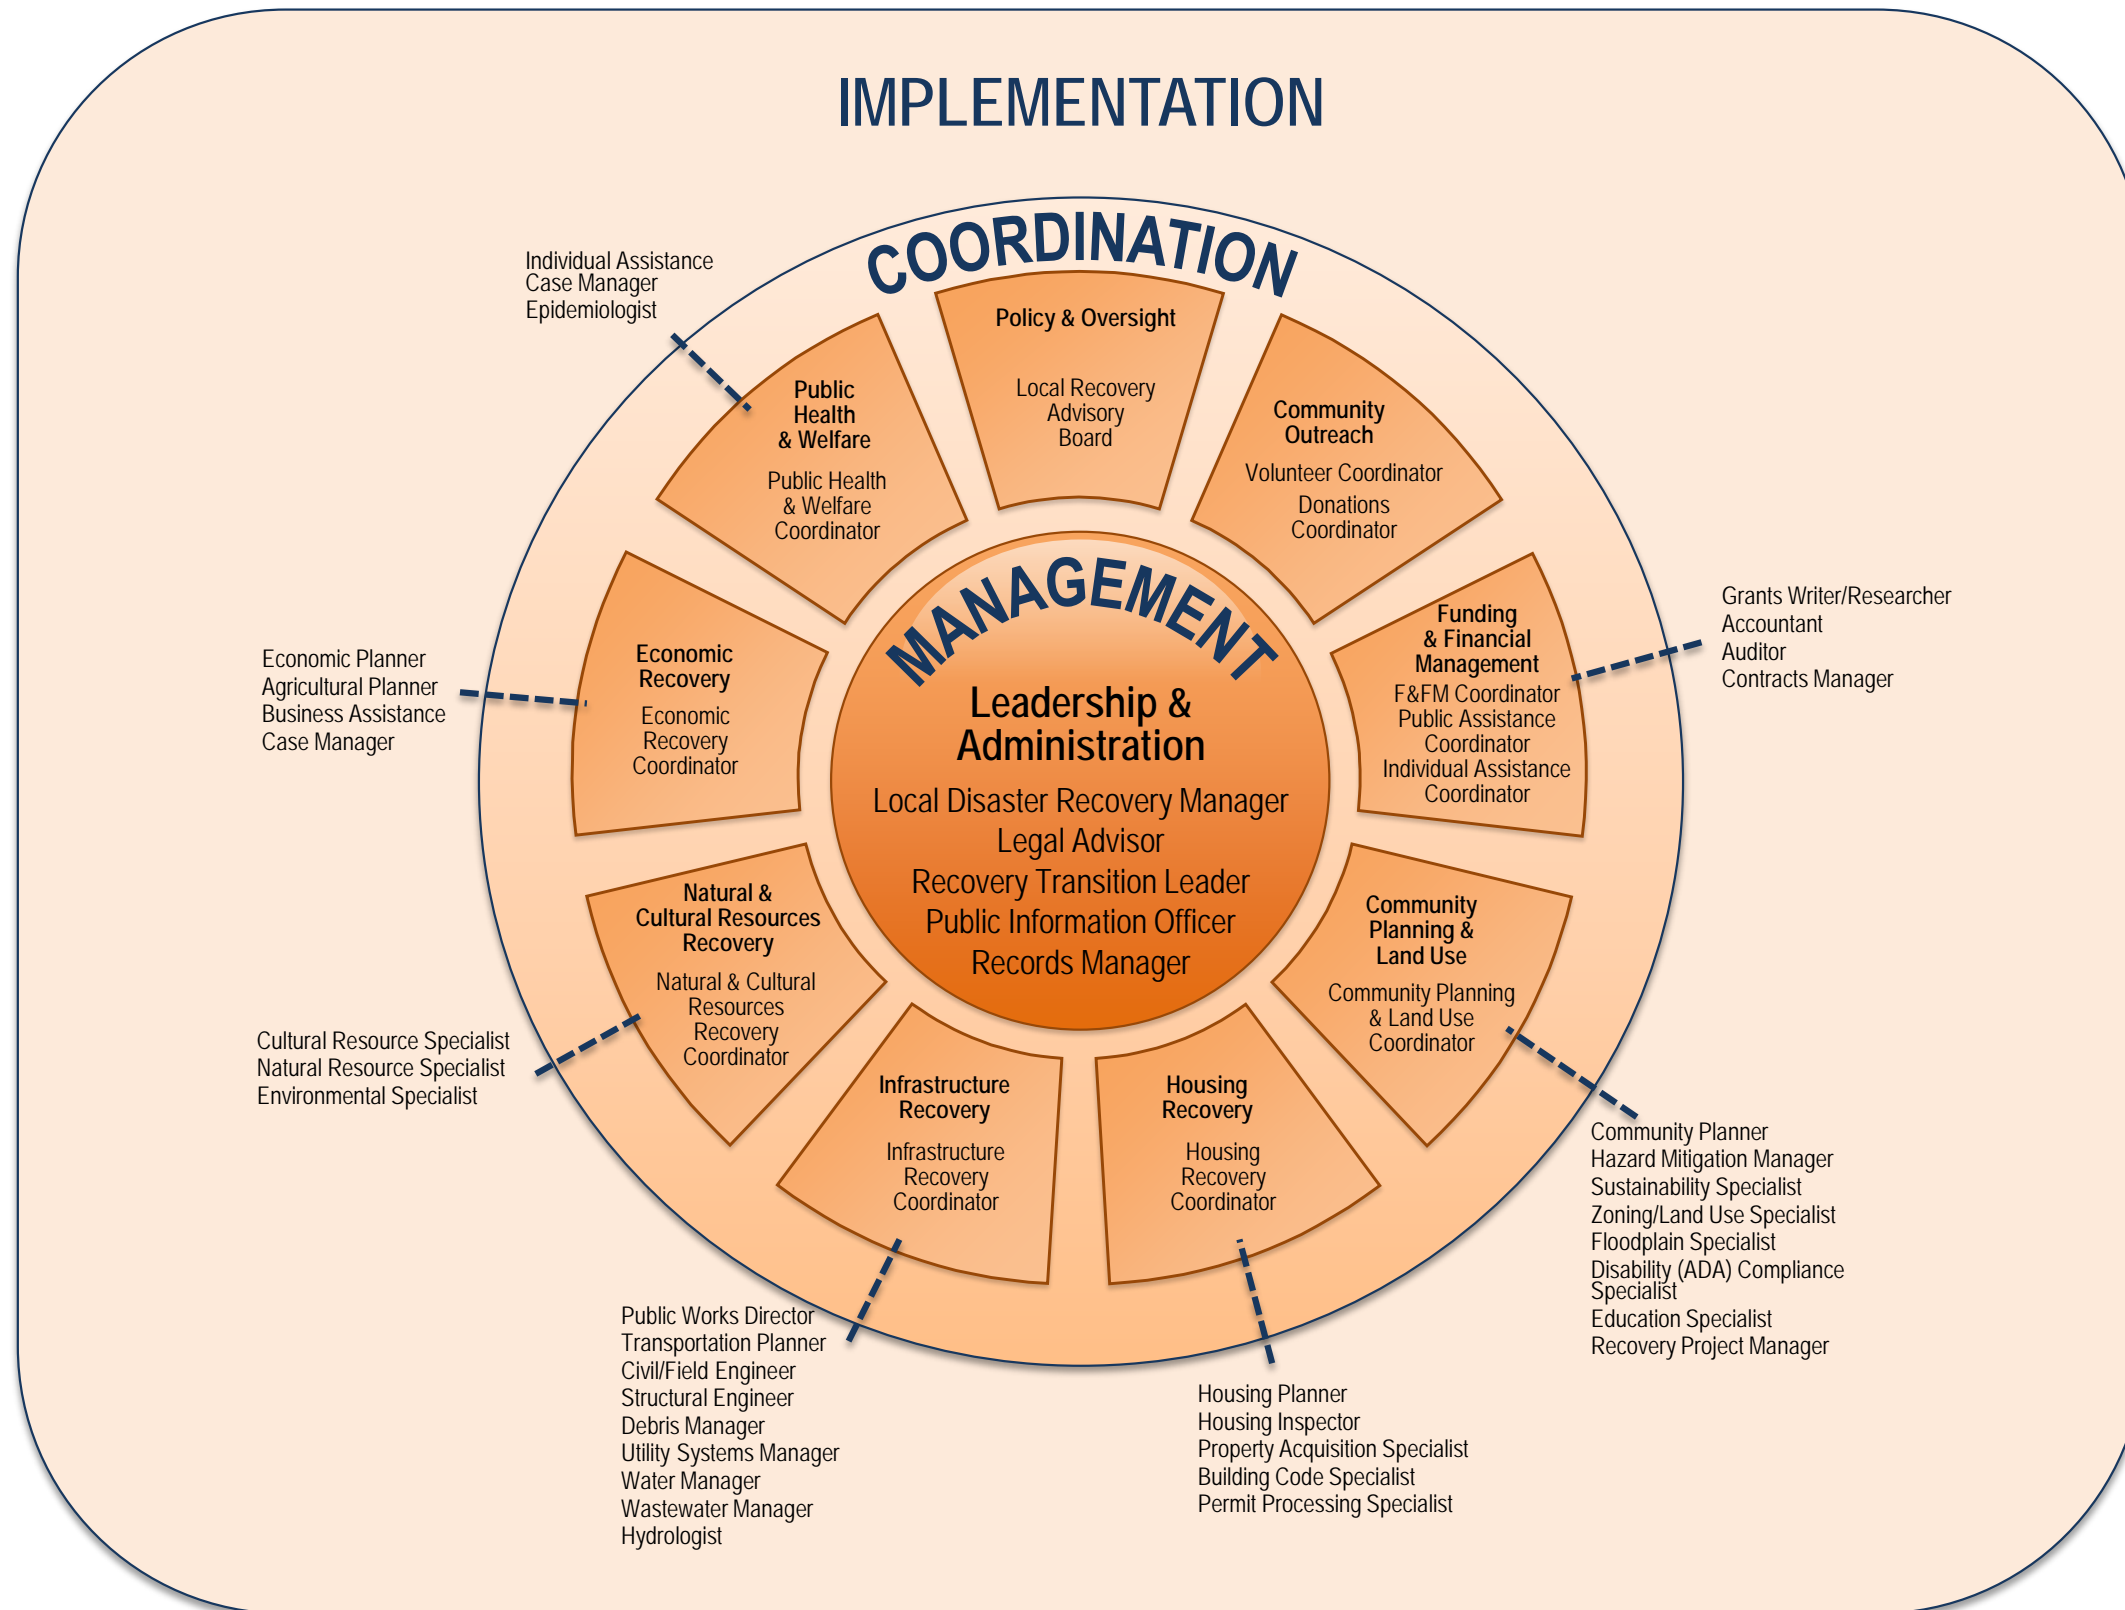 IMPLEMENTATION
COORDINATION
Policy & Oversight
Local Recovery
Advisory
Board
Community
Outreach
Volunteer Coordinator
Donations
Coordinator
Funding
& Financial
Management
F&FM Coordinator
Public Assistance
Coordinator
Individual Assistance
Coordinator
Grants Writer/Researcher
Accountant
Auditor
Contracts Manager
Community
Planning &
Land Use
Community Planning
& Land Use
Coordinator
Community Planner
Hazard Mitigation Manager
Sustainability Specialist
Zoning/Land Use Specialist
Floodplain Specialist
Disability (ADA) Compliance
Specialist
Education Specialist
Recovery Project Manager
Housing
Recovery
Housing
Recovery
Coordinator
Housing Planner
Housing Inspector
Property Acquisition Specialist
Building Code Specialist
Permit Processing Specialist
Infrastructure
Recovery
Infrastructure
Recovery
Coordinator
Public Works Director
Transportation Planner
Civil/Field Engineer
Structural Engineer
Debris Manager
Utility Systems Manager
Water Manager
Wastewater Manager
Hydrologist
Natural &
Cultural Resources
Recovery
Natural & Cultural
Resources
Recovery
Coordinator
Cultural Resource Specialist
Natural Resource Specialist
Environmental Specialist
Economic
Recovery
Economic
Recovery
Coordinator
Economic Planner
Agricultural Planner
Business Assistance
Case Manager
Public
Health
& Welfare
Public Health
& Welfare
Coordinator
Individual Assistance
Case Manager
Epidemiologist
MANAGEMENT
Leadership &
Administration
Local Disaster Recovery Manager
Legal Advisor
Recovery Transition Leader
Public Information Officer
Records Manager